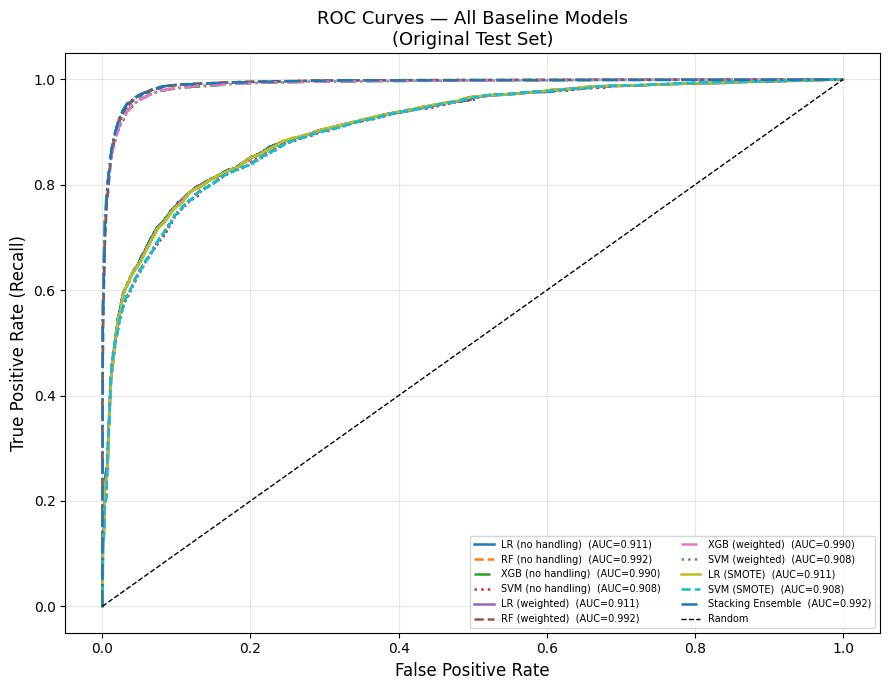 ROC Curves — All Baseline Models
(Original Test Set)
True Positive Rate (Recall)
1.0
0.8
0.6
0.4
0.2
0.0
LR (no handling) (AUC=0.911)
RF (no handling) (AUC=0.992)
XGB (no handling) (AUC=0.990)
SVM (no handling) (AUC=0.908)
LR (weighted) (AUC=0.911)
RF (weighted) (AUC=0.992)
XGB (weighted) (AUC=0.990)
SVM (weighted) (AUC=0.908)
LR (SMOTE) (AUC=0.911)
SVM (SMOTE) (AUC=0.908)
Stacking Ensemble (AUC=0.992)
Random
0.0 0.2 0.4 0.6 0.8 1.0
False Positive Rate